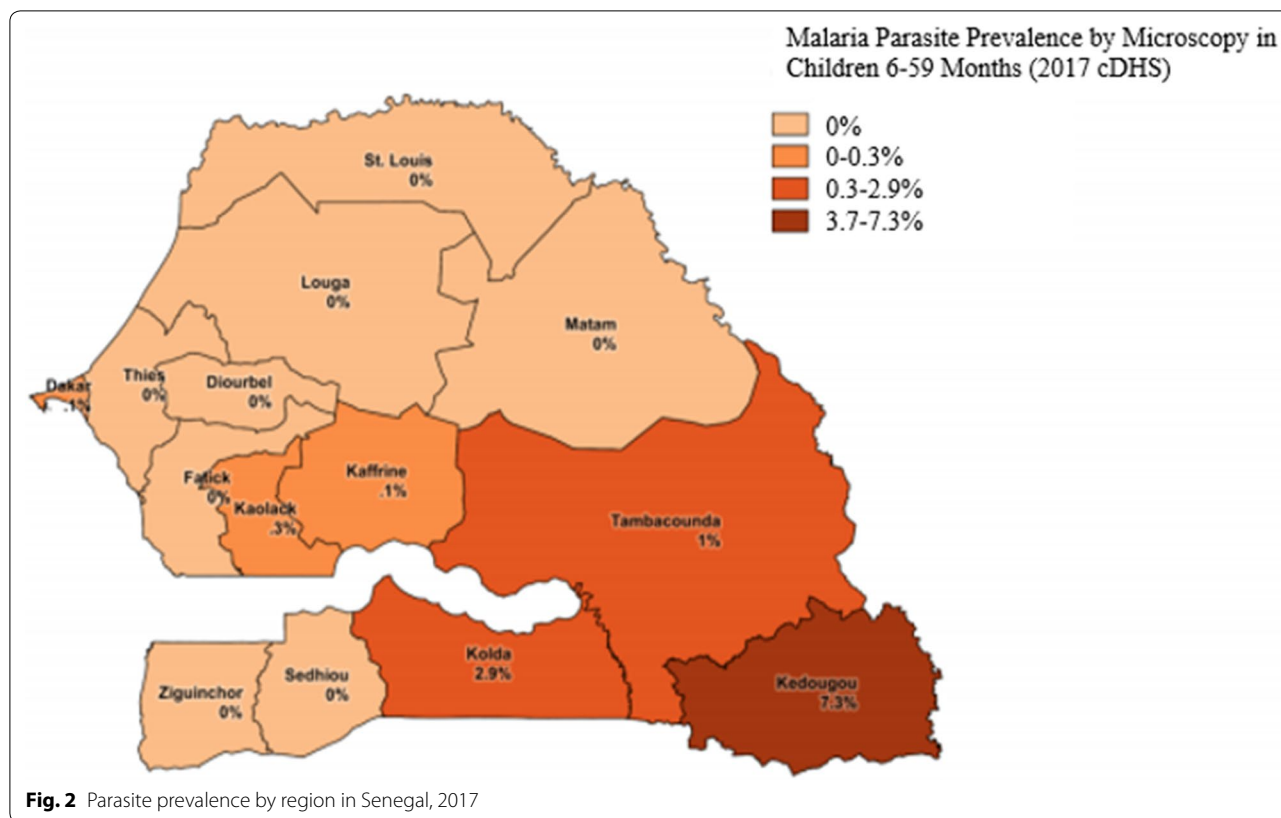 Malaria Parasite Prevalence by Microscopy in
Children 6-59 Months (2017 cDHS)
0%
0-0.3%
0.3-2.9%
3.7-7.3%
St. Louis
0%
Louga
0%
Matam
0%
Dakar
.1%
Thies
0%
Diourbel
0%
Fatick
0%
Kaolack
.3%
Kaffrine
.1%
Tambacounda
1%
Ziguinchor
0%
Sedhiou
0%
Kolda
2.9%
Kedougou
7.3%
Fig. 2 Parasite prevalence by region in Senegal, 2017